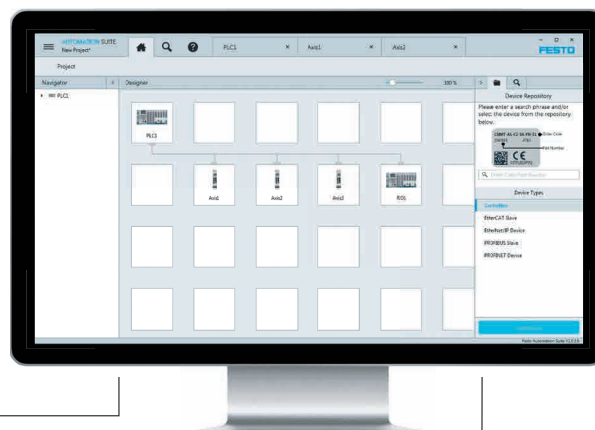 AUTOMATION SUITE
New Project*
PLC1
Axis1
Axis2
FESTO
Project
Navigator
Designer
100 %
PLC1
PLC1
Axis1
Axis2
Axis3
Device Repository
Please enter a search phrase and/or
select the device from the repository
below.
Order Code
Part Number
Device Types
Controllers
EtherCAT Slave
EtherNet/IP Device
PROFIBUS Slave
PROFINET Device